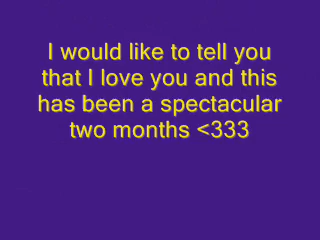 I would like to tell you
that I love you and this
has been a spectacular
two months <333